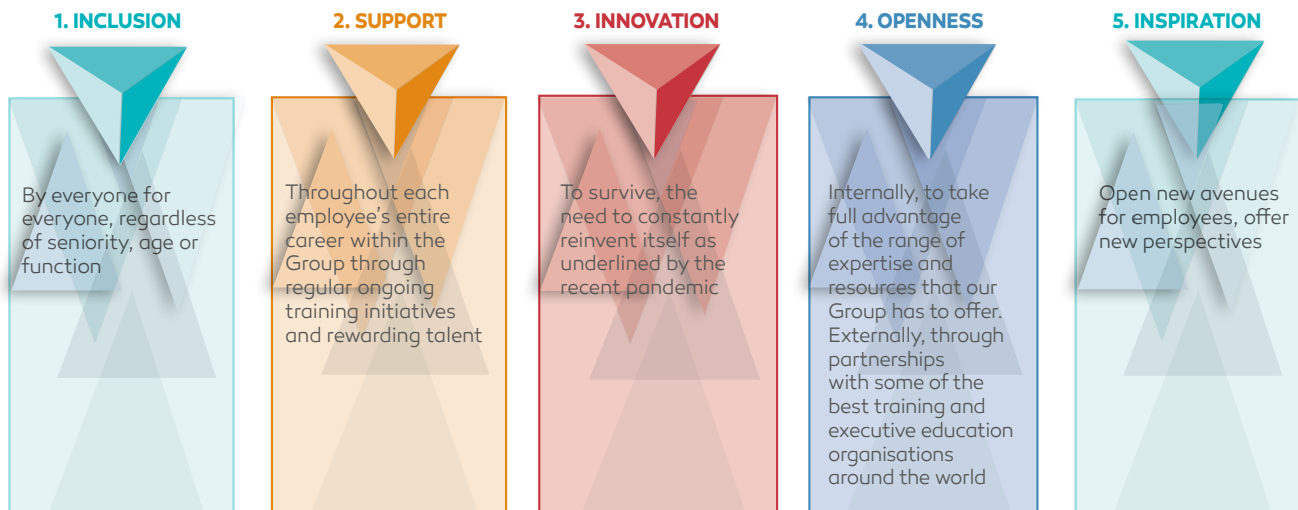 1. INCLUSION
By everyone for
everyone, regardless
of seniority, age or
function
2. SUPPORT
Throughout each
employee’s entire
career within the
Group through
regular ongoing
training initiatives
and rewarding talent
3. INNOVATION
To survive, the
need to constantly
reinvent itself as
underlined by the
recent pandemic
4. OPENNESS
Internally, to take
full advantage
of the range of
expertise and
resources that our
Group has to offer.
Externally, through
partnerships
with some of the
best training and
executive education
organisations
around the world
5. INSPIRATION
Open new avenues
for employees, offer
new perspectives